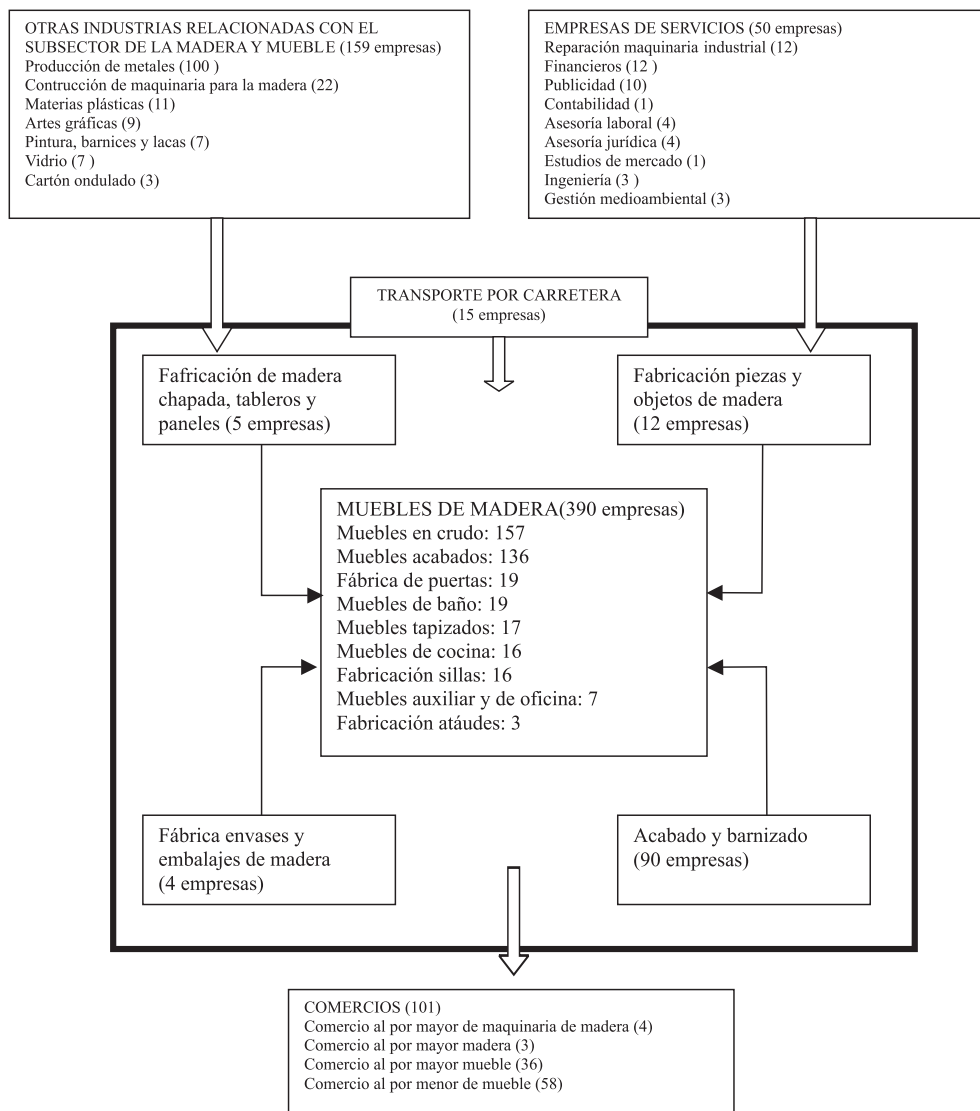 OTRAS INDUSTRIAS RELACIONADAS CON EL
SUBSECTOR DE LA MADERA Y MUEBLE (159 empresas)
Producción de metales (100 )
Contrucción de maquinaria para la madera (22)
Materias plásticas (11)
Artes gráficas (9)
Pintura, barnices y lacas (7)
Vidrio (7 )
Cartón ondulado (3)
EMPRESAS DE SERVICIOS (50 empresas)
Reparación maquinaria industrial (12)
Financieros (12 )
Publicidad (10)
Contabilidad (1)
Asesoría laboral (4)
Asesoría jurídica (4)
Estudios de mercado (1)
Ingeniería (3 )
Gestión medioambiental (3)
TRANSPORTE POR CARRETERA
(15 empresas)
Fafricación de madera
chapada, tableros y
paneles (5 empresas)
Fabricación piezas y
objetos de madera
(12 empresas)
MUEBLES DE MADERA(390 empresas)
Muebles en crudo: 157
Muebles acabados: 136
Fábrica de puertas: 19
Muebles de baño: 19
Muebles tapizados: 17
Muebles de cocina: 16
Fabricación sillas: 16
Muebles auxiliar y de oficina: 7
Fabricación atáudes: 3
Fábrica envases y
embalajes de madera
(4 empresas)
Acabado y barnizado
(90 empresas)
COMERCIOS (101)
Comercio al por mayor de maquinaria de madera (4)
Comercio al por mayor madera (3)
Comercio al por mayor mueble (36)
Comercio al por menor de mueble (58)